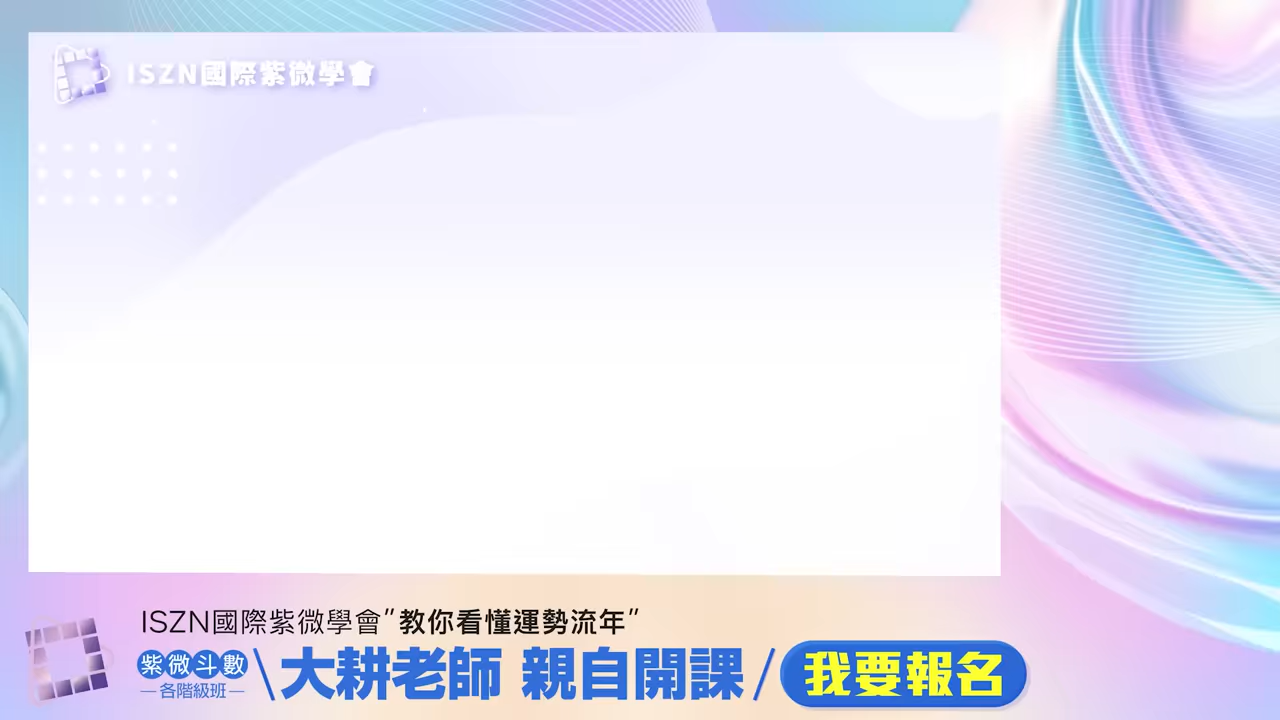 ISZN國際紫微學會
ISZN國際紫微學會"教你看懂運勢流年"
紫微斗數
各階級班
\大耕老師 親自開課/
我要報名